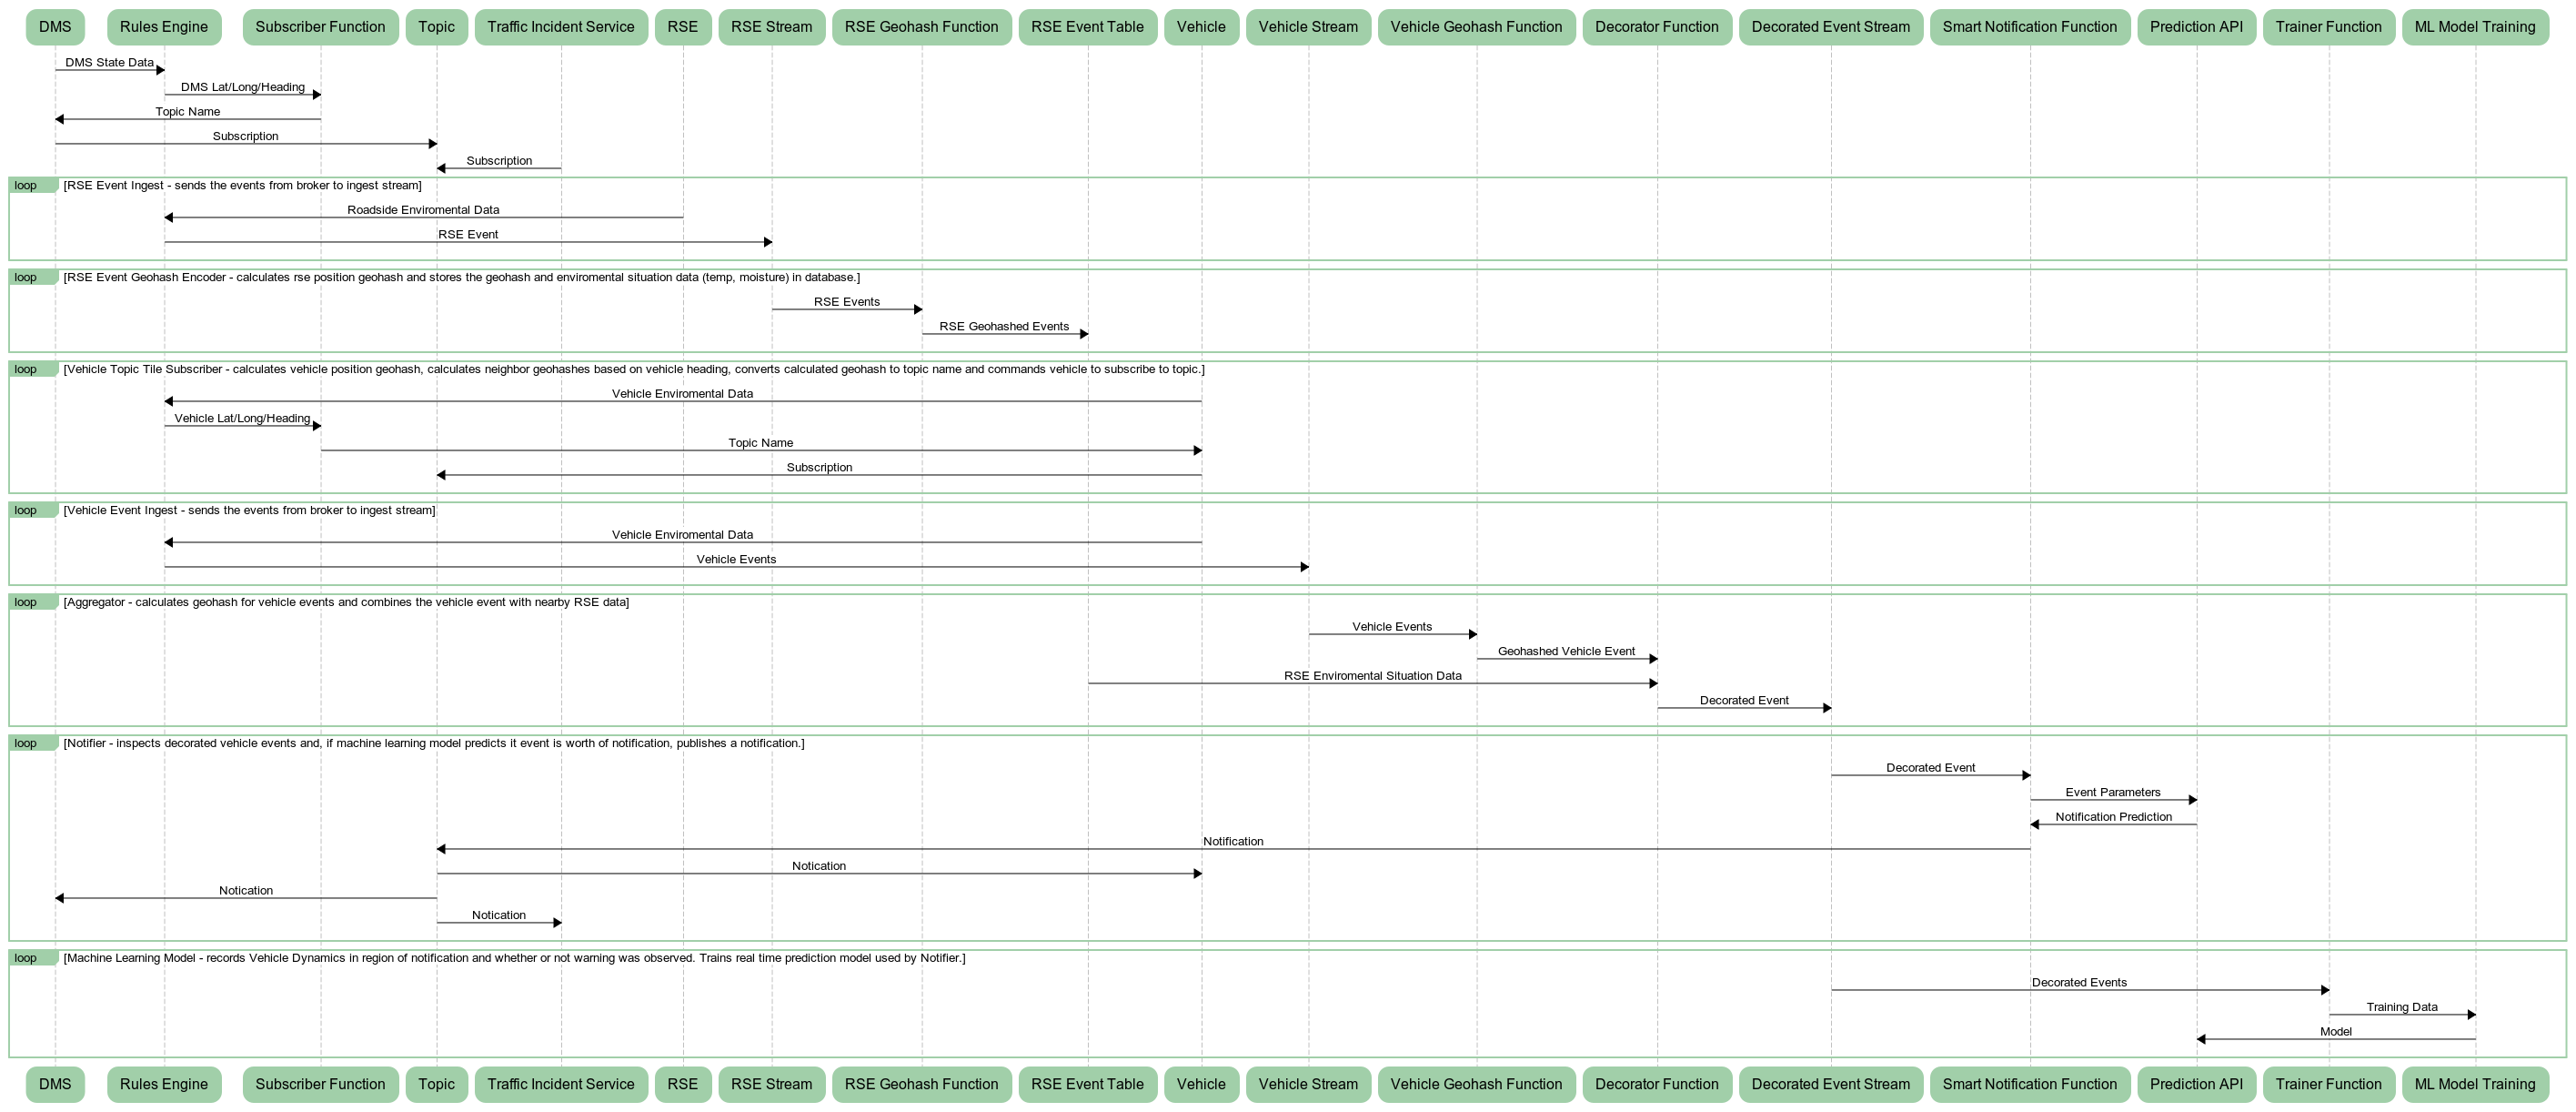 DMS
Rules Engine
Subscriber Function
Topic
Traffic Incident Service
RSE
RSE Stream
RSE Geohash Function
RSE Event Table
Vehicle
Vehicle Stream
Vehicle Geohash Function
Decorator Function
Decorated Event Stream
Smart Notification Function
Prediction API
Trainer Function
ML Model Training
DMS State Data
DMS Lat/Long/Heading
Topic Name
Subscription
Subscription
loop
[RSE Event Ingest - sends the events from broker to ingest stream]
Roadside Enviromental Data
RSE Event
loop
[RSE Event Geohash Encoder - calculates rse position geohash and stores the geohash and enviromental situation data (temp, moisture) in database.]
RSE Events
RSE Geohashed Events
loop
[Vehicle Topic Tile Subscriber - calculates vehicle position geohash, calculates neighbor geohashes based on vehicle heading, converts calculated geohash to topic name and commands vehicle to subscribe to topic.]
Vehicle Enviromental Data
Vehicle Lat/Long/Heading
Topic Name
Subscription
loop
[Vehicle Event Ingest - sends the events from broker to ingest stream]
Vehicle Enviromental Data
Vehicle Events
loop
[Aggregator - calculates geohash for vehicle events and combines the vehicle event with nearby RSE data]
Vehicle Events
Geohashed Vehicle Event
RSE Enviromental Situation Data
Decorated Event
loop
[Notifier - inspects decorated vehicle events and, if machine learning model predicts it event is worth of notification, publishes a notification.]
Decorated Event
Event Parameters
Notification Prediction
Notification
Notication
Notication
Notication
loop
[Machine Learning Model - records Vehicle Dynamics in region of notification and whether or not warning was observed. Trains real time prediction model used by Notifier.]
Decorated Events
Training Data
Model
DMS
Rules Engine
Subscriber Function
Topic
Traffic Incident Service
RSE
RSE Stream
RSE Geohash Function
RSE Event Table
Vehicle
Vehicle Stream
Vehicle Geohash Function
Decorator Function
Decorated Event Stream
Smart Notification Function
Prediction API
Trainer Function
ML Model Training